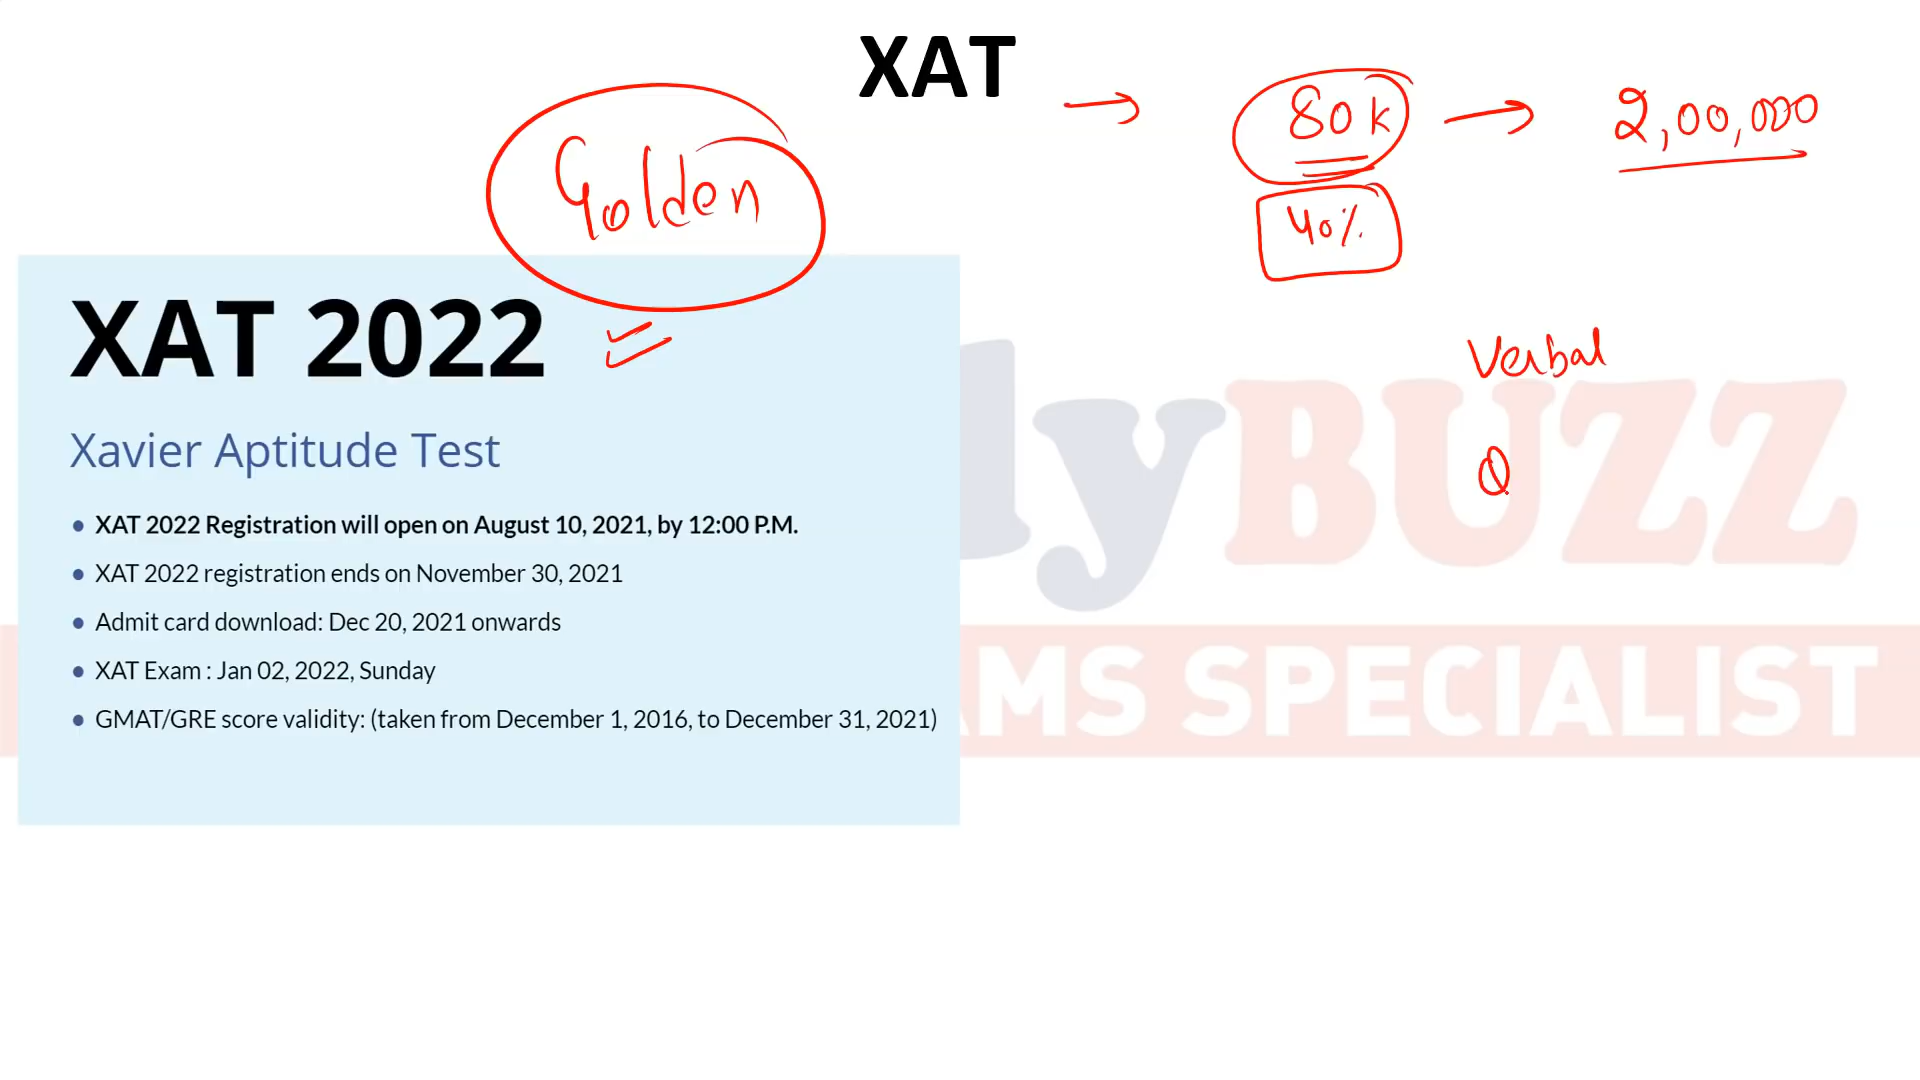 XAT
80k → 2,00,000
Golden
40%
XAT 2022
Verbal
Q
Xavier Aptitude Test
• XAT 2022 Registration will open on August 10, 2021, by 12:00 P.M.
• XAT 2022 registration ends on November 30, 2021
• Admit card download: Dec 20, 2021 onwards
• XAT Exam : Jan 02, 2022, Sunday
• GMAT/GRE score validity: (taken from December 1, 2016, to December 31, 2021)
dyBUZZ
AMS SPECIALIST